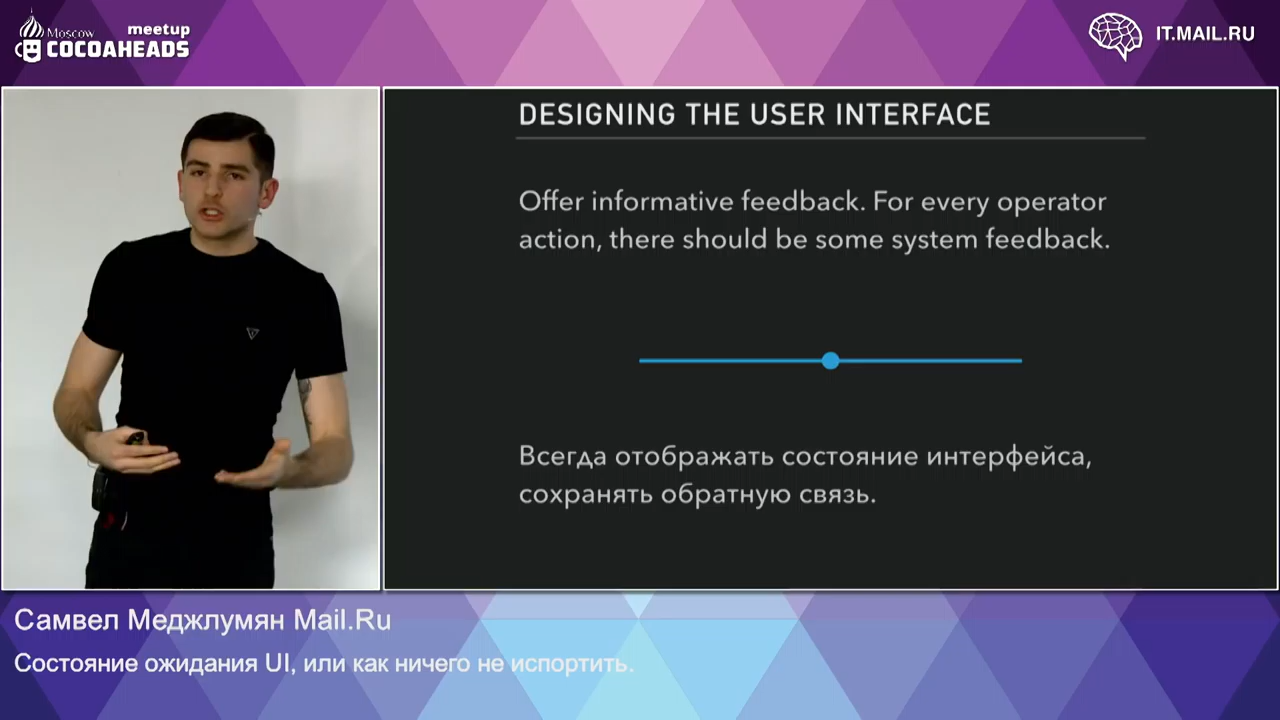 Moscow
meetup
COCOAHEADS
IT.MAIL.RU
DESIGNING THE USER INTERFACE
Offer informative feedback. For every operator
action, there should be some system feedback.
Всегда отображать состояние интерфейса,
сохранять обратную связь.
Самвел Меджлумян Mail.Ru
Состояние ожидания UI, или как ничего не испортить.